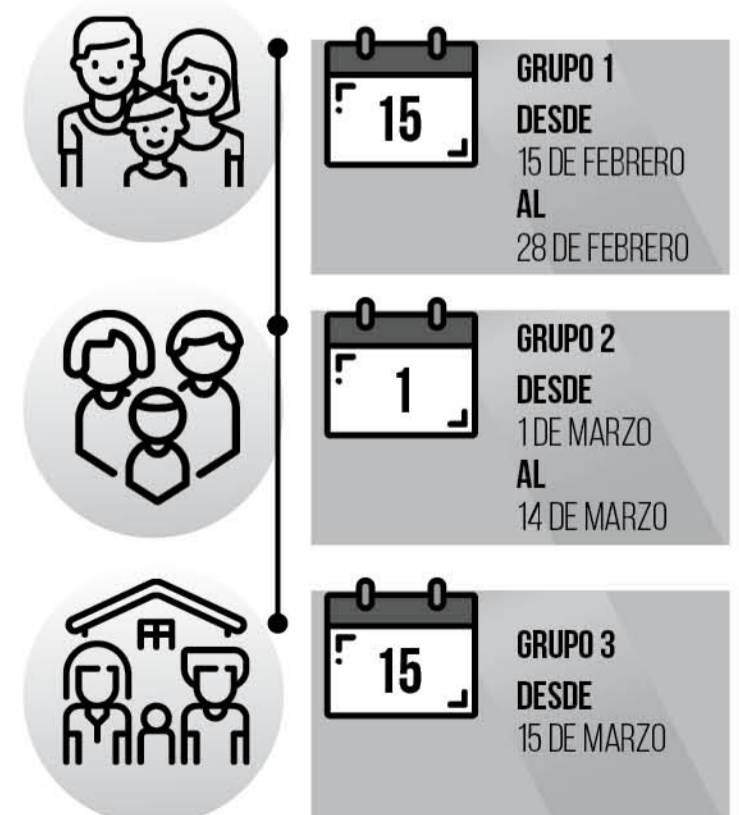 15
GRUPO 1
DESDE
15 DE FEBRERO
AL
28 DE FEBRERO
1
GRUPO 2
DESDE
1 DE MARZO
AL
14 DE MARZO
15
GRUPO 3
DESDE
15 DE MARZO